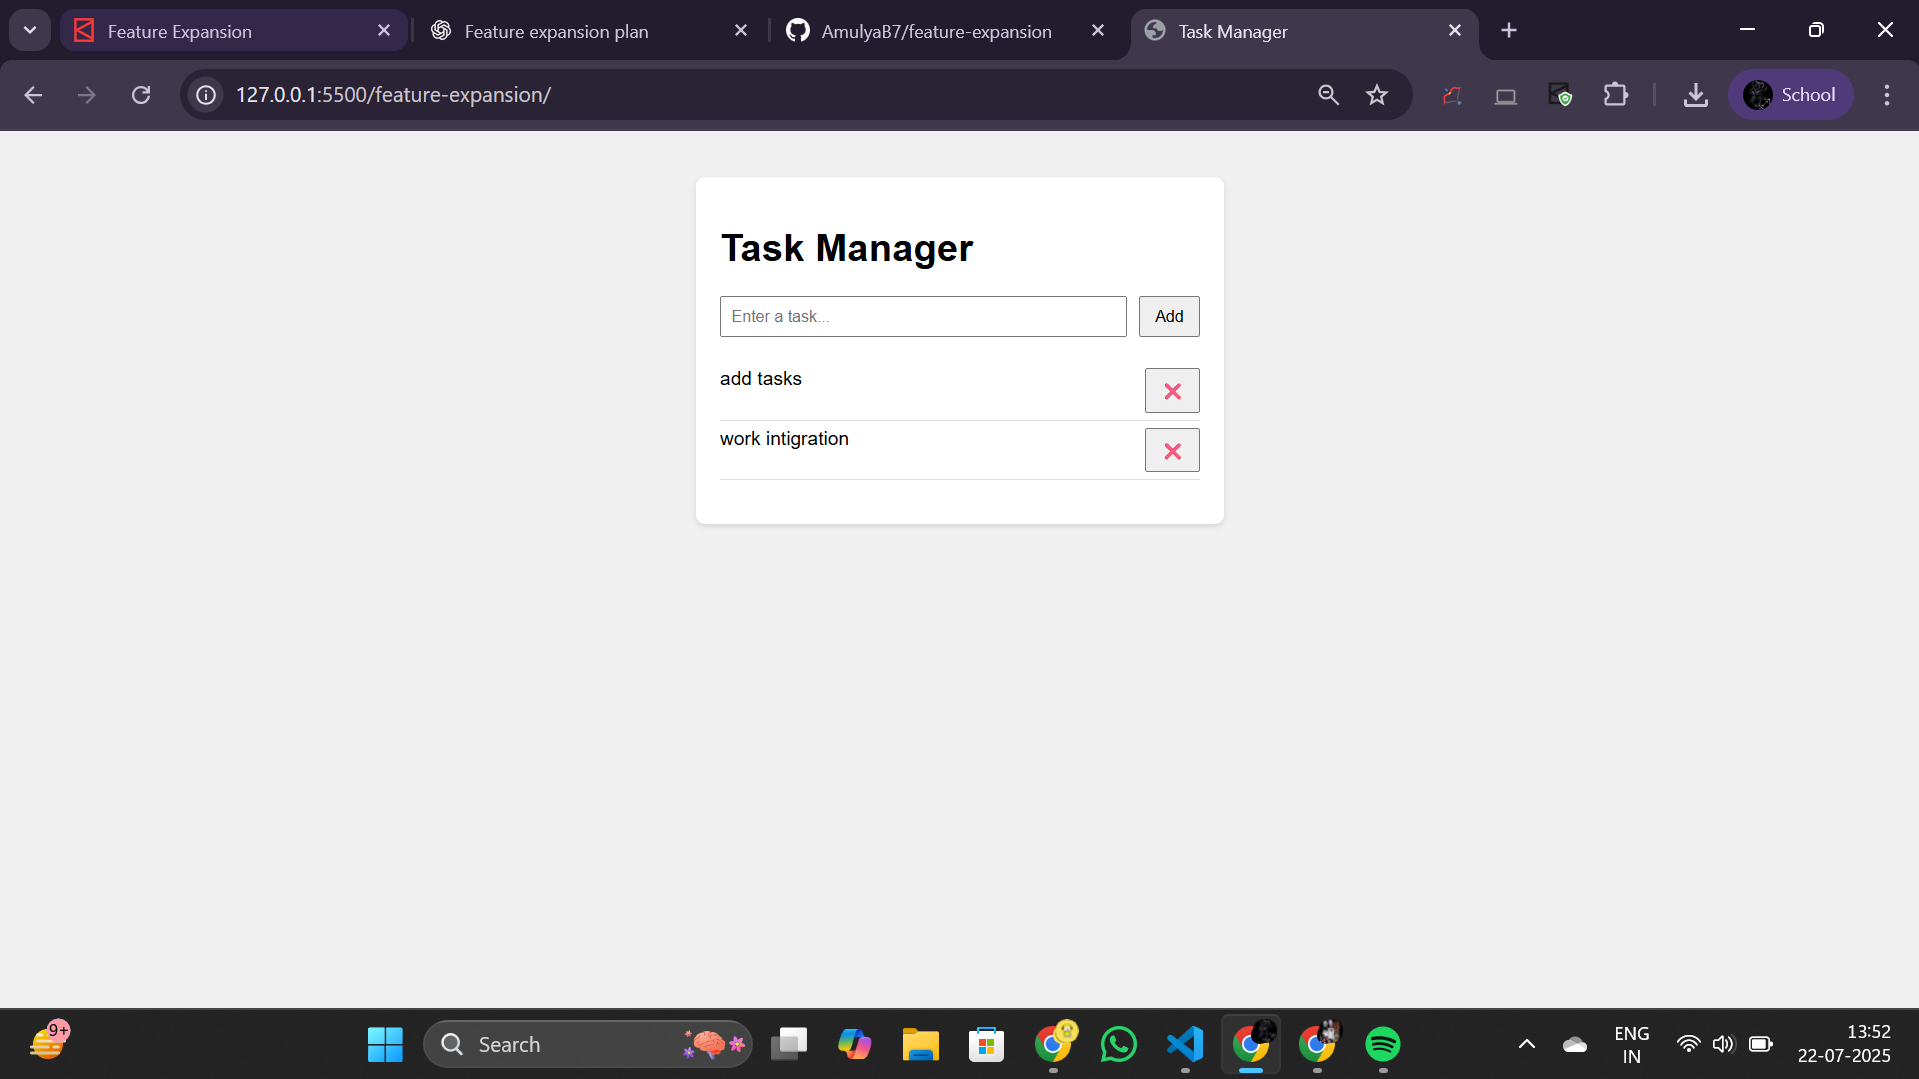 Feature Expansion
Feature expansion plan
AmulyaB7/feature-expansion
Task Manager
127.0.0.1:5500/feature-expansion/
School
Task Manager
Enter a task...
Add
add tasks
work intigration
9+
Search
ENG
IN
13:52
22-07-2025